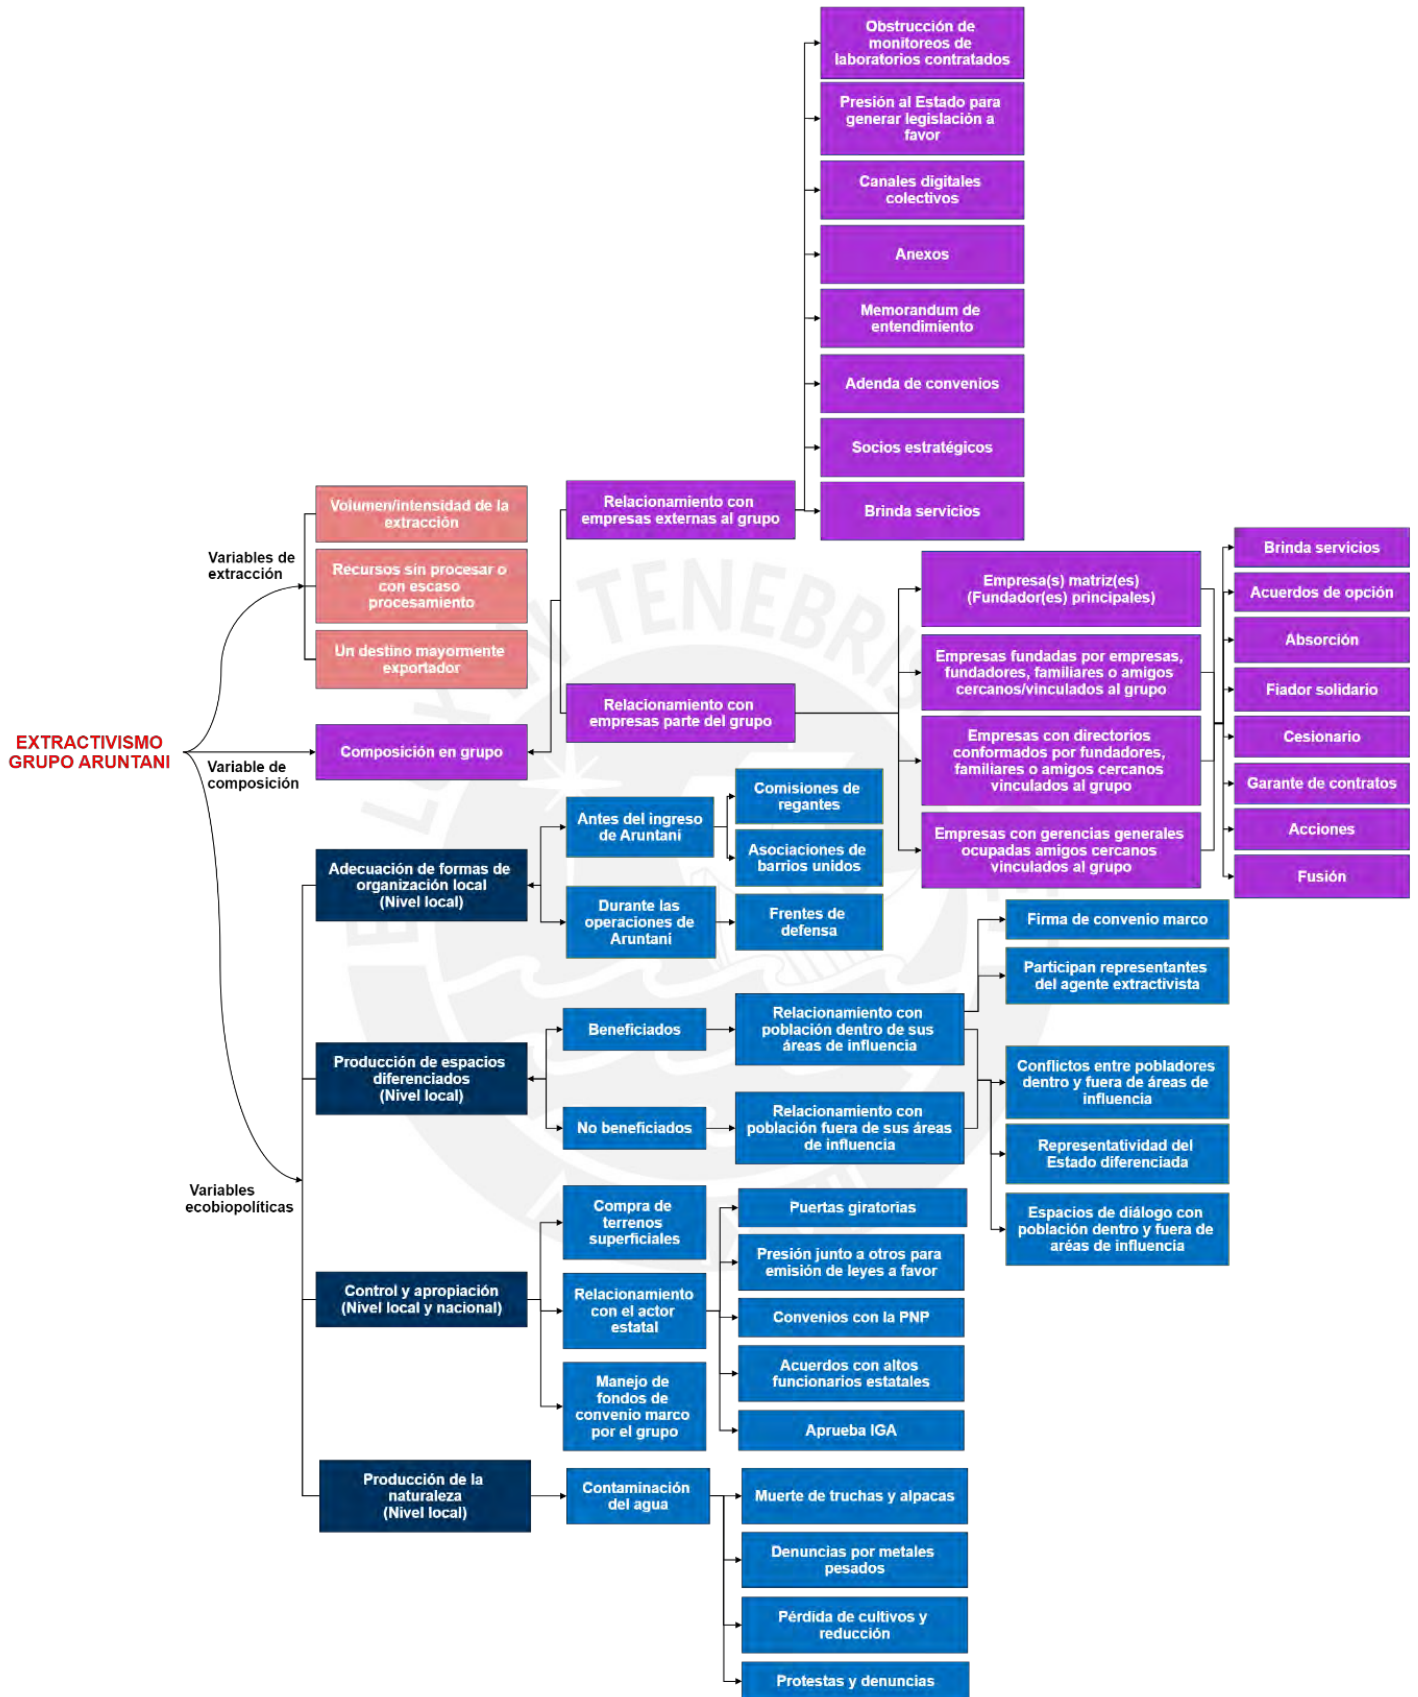 EXTRACTIVISMO
GRUPO ARUNTANI
Variables de
extracción
Volumen/intensidad de la
extracción
Recursos sin procesar o
con escaso
procesamiento
Un destino mayormente
exportador
Variable de
composición
Composición en grupo
Relacionamiento con
empresas externas al grupo
Obstrucción de
monitoreos de
laboratorios contratados
Presión al Estado para
generar legislación a
favor
Canales digitales
colectivos
Anexos
Memorandum de
entendimiento
Adenda de convenios
Socios estratégicos
Brinda servicios
Relacionamiento con
empresas parte del grupo
Empresa(s) matriz(es)
(Fundador(es) principales)
Empresas fundadas por empresas,
fundadores, familiares o amigos
cercanos/vinculados al grupo
Empresas con directorios
conformados por fundadores,
familiares o amigos cercanos
vinculados al grupo
Empresas con gerencias generales
ocupadas amigos cercanos
vinculados al grupo
Brinda servicios
Acuerdos de opción
Absorción
Fiador solidario
Cesionario
Garante de contratos
Acciones
Fusión
Variables
ecobiopolíticas
Adecuación de formas de
organización local
(Nivel local)
Antes del ingreso
de Aruntani
Comisiones de
regantes
Asociaciones de
barrios unidos
Durante las
operaciones de
Aruntani
Frentes de
defensa
Producción de espacios
diferenciados
(Nivel local)
Beneficiados
Relacionamiento con
población dentro de sus
áreas de influencia
Firma de convenio marco
Participan representantes
del agente extractivista
No beneficiados
Relacionamiento con
población fuera de sus áreas
de influencia
Conflictos entre pobladores
dentro y fuera de áreas de
influencia
Representatividad del
Estado diferenciada
Espacios de diálogo con
población dentro y fuera de
aréas de influencia
Control y apropiación
(Nivel local y nacional)
Compra de
terrenos
superficiales
Relacionamiento
con el actor
estatal
Puertas giratorias
Presión junto a otros para
emisión de leyes a favor
Convenios con la PNP
Acuerdos con altos
funcionarios estatales
Aprueba IGA
Manejo de
fondos de
convenio marco
por el grupo
Producción de la
naturaleza
(Nivel local)
Contaminación
del agua
Muerte de truchas y alpacas
Denuncias por metales
pesados
Pérdida de cultivos y
reducción
Protestas y denuncias